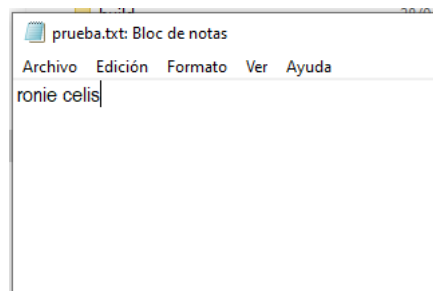 prueba.txt: Bloc de notas
Archivo Edición Formato Ver Ayuda
ronie celis